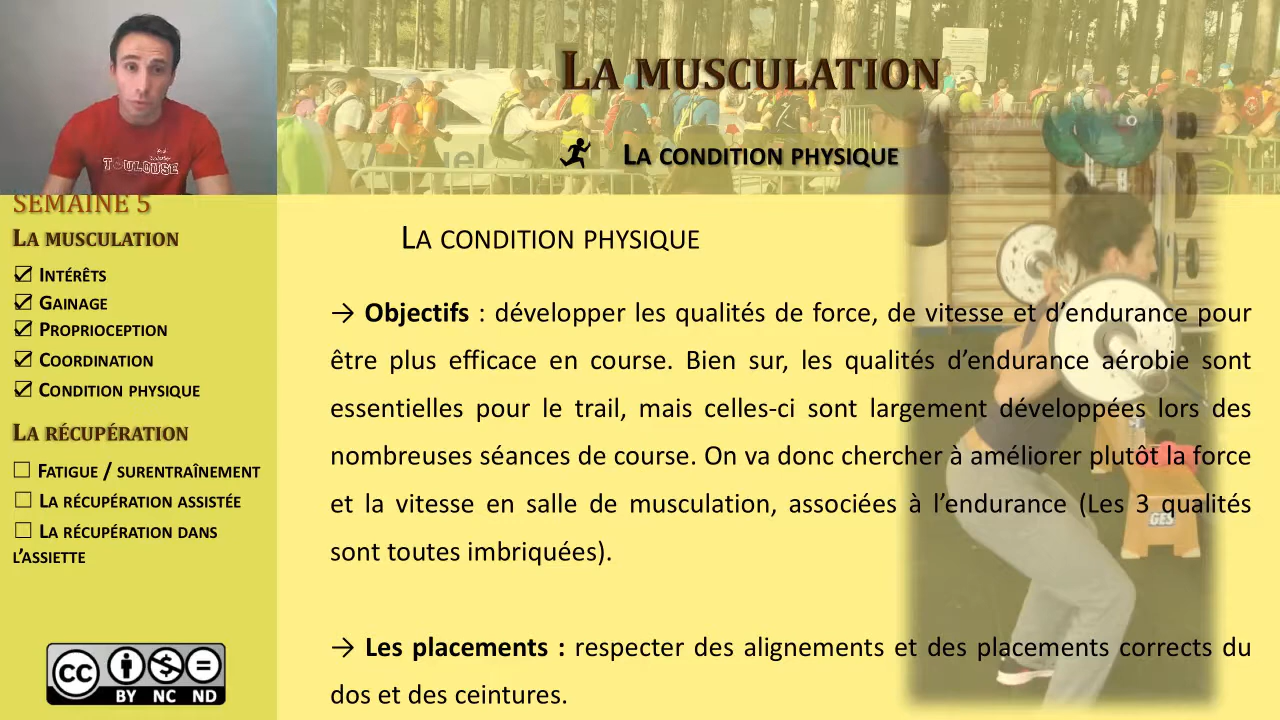 LA MUSCULATION
LA CONDITION PHYSIQUE
TOULOUSE
SEMAINE 5
LA MUSCULATION
☑ INTÉRÊTS
☑ GAINAGE
☑ PROPRIOCEPTION
☑ COORDINATION
☑ CONDITION PHYSIQUE
LA RÉCUPÉRATION
☐ FATIGUE / SURENTRAÎNEMENT
☐ LA RÉCUPÉRATION ASSISTÉE
☐ LA RÉCUPÉRATION DANS
L'ASSIETTE
CC BY NC ND
LA CONDITION PHYSIQUE
→ Objectifs : développer les qualités de force, de vitesse et d'endurance pour
être plus efficace en course. Bien sur, les qualités d'endurance aérobie sont
essentielles pour le trail, mais celles-ci sont largement développées lors des
nombreuses séances de course. On va donc chercher à améliorer plutôt la force
et la vitesse en salle de musculation, associées à l'endurance (Les 3 qualités
sont toutes imbriquées).
→ Les placements : respecter des alignements et des placements corrects du
dos et des ceintures.
GES